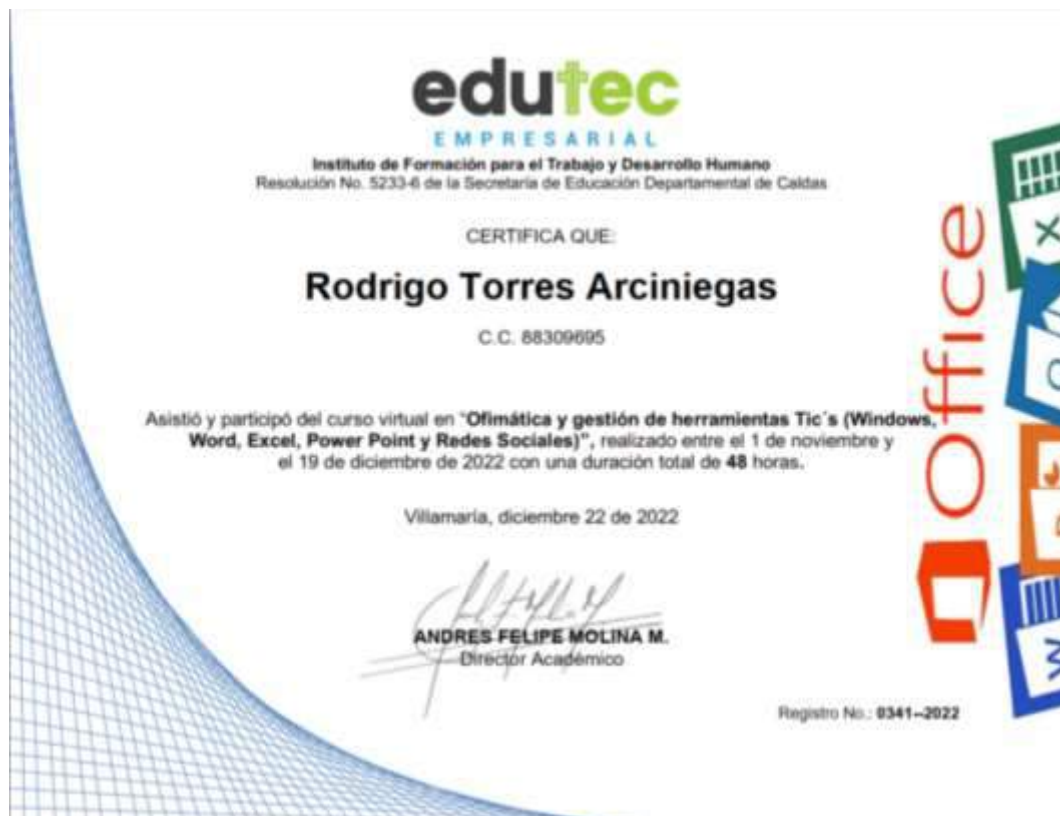 edutec
EMPRESARIAL
Instituto de Formación para el Trabajo y Desarrollo Humano
Resolución No. 5233-6 de la Secretaría de Educación Departamental de Caldas
CERTIFICA QUE:
Rodrigo Torres Arciniegas
C.C. 88309695
Asistió y participó del curso virtual en "Ofimática y gestión de herramientas Tic´s (Windows,
Word, Excel, Power Point y Redes Sociales)", realizado entre el 1 de noviembre y
el 19 de diciembre de 2022 con una duración total de 48 horas.
Villamaría, diciembre 22 de 2022
ANDRES FELIPE MOLINA M.
Director Académico
Registro No.: 0341--2022
Office
X
O
W